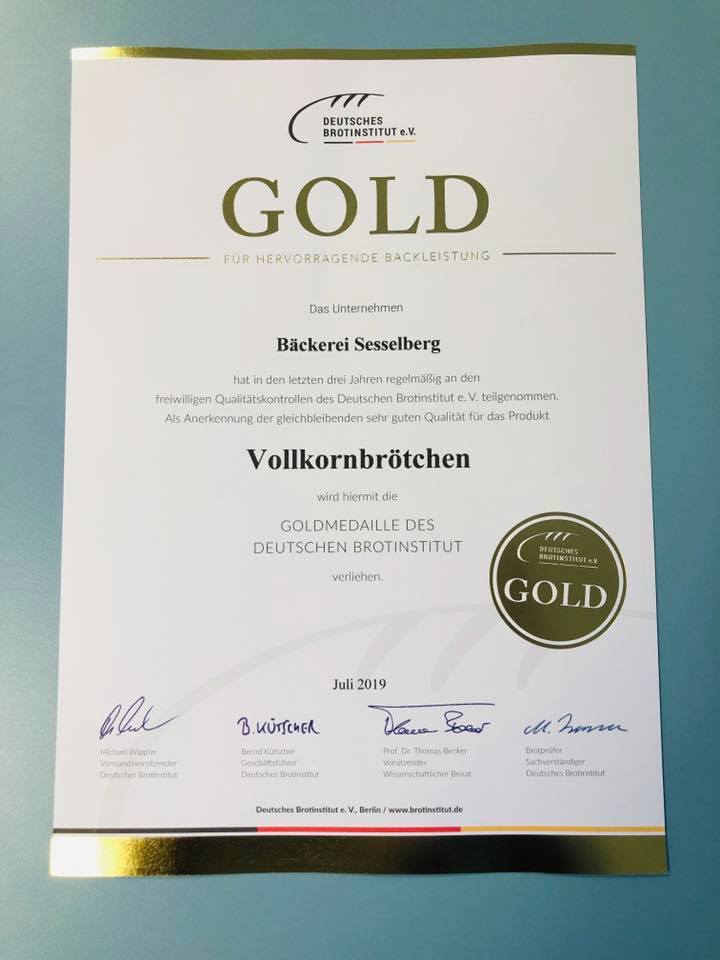 DEUTSCHES
BROTINSTITUT e.V.
GOLD
FÜR HERVORRAGENDE BACKLEISTUNG
Das Unternehmen
Bäckerei Sesselberg
hat in den letzten drei Jahren regelmäßig an den
freiwilligen Qualitätskontrollen des Deutschen Brotinstitut e. V. teilgenommen.
Als Anerkennung der gleichbleibenden sehr guten Qualität für das Produkt
Vollkornbrötchen
wird hiermit die
GOLDMEDAILLE DES
DEUTSCHEN BROTINSTITUT
verliehen.
DEUTSCHES
BROTINSTITUT e.V.
GOLD
Juli 2019
B. KÜTSCHER
Michael Wippler
Vorstandsvorsitzender
Deutsches Brotinstitut
Bernd Kütscher
Geschäftsführer
Deutsches Brotinstitut
Prof. Dr. Thomas Becker
Vorsitzender
Wissenschaftlicher Beirat
Brotprüfer
Sachverständiger
Deutsches Brotinstitut
Deutsches Brotinstitut e. V., Berlin / www.brotinstitut.de